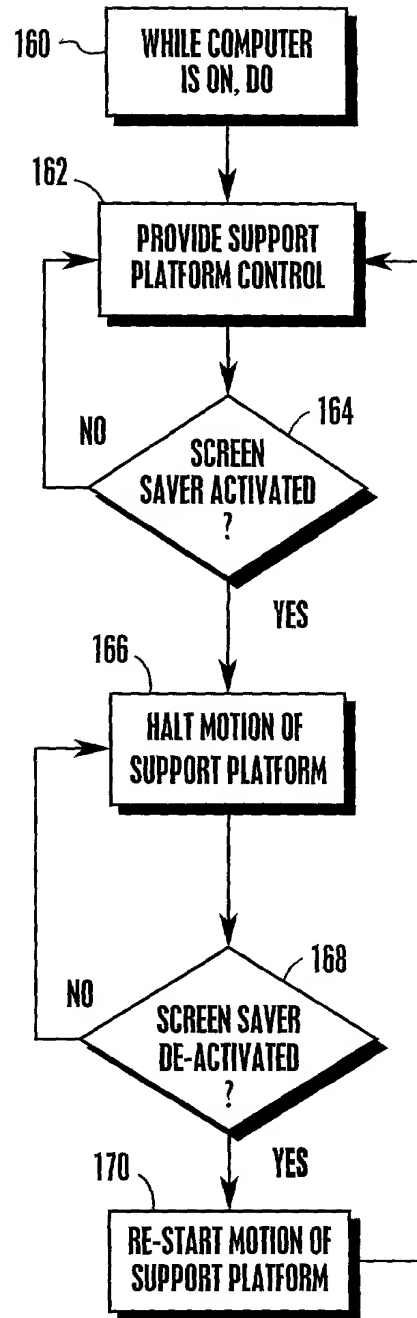 160
WHILE COMPUTER
IS ON, DO
162
PROVIDE SUPPORT
PLATFORM CONTROL
164
NO
SCREEN
SAVER ACTIVATED
?
YES
166
HALT MOTION OF
SUPPORT PLATFORM
168
NO
SCREEN SAVER
DE-ACTIVATED
?
YES
170
RE-START MOTION OF
SUPPORT PLATFORM